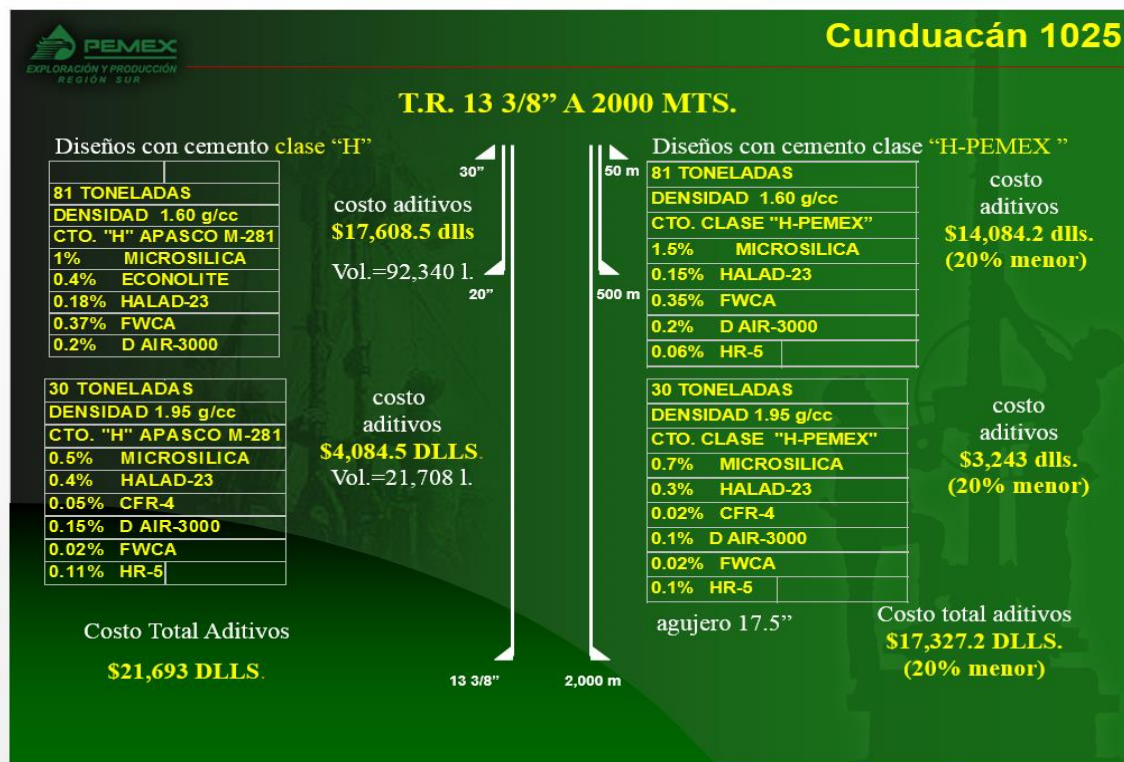 PEMEX
EXPLORACIÓN Y PRODUCCIÓN
REGIÓN SUR
Cunduacán 1025
T.R. 13 3/8” A 2000 MTS.
Diseños con cemento clase “H”
81 TONELADAS
DENSIDAD 1.60 g/cc
CTO. "H" APASCO M-281
1% MICROSILICA
0.4% ECONOLITE
0.18% HALAD-23
0.37% FWCA
0.2% D AIR-3000
costo aditivos
$17,608.5 dlls
Vol.=92,340 l.
30 TONELADAS
DENSIDAD 1.95 g/cc
CTO. "H" APASCO M-281
0.5% MICROSILICA
0.4% HALAD-23
0.05% CFR-4
0.15% D AIR-3000
0.02% FWCA
0.11% HR-5
costo
aditivos
$4,084.5 DLLS.
Vol.=21,708 l.
Costo Total Aditivos
$21,693 DLLS.
30”
50 m
20”
500 m
13 3/8”
2,000 m
Diseños con cemento clase “H-PEMEX ”
81 TONELADAS
DENSIDAD 1.60 g/cc
CTO. CLASE "H-PEMEX”
1.5% MICROSILICA
0.15% HALAD-23
0.35% FWCA
0.2% D AIR-3000
0.06% HR-5
costo
aditivos
$14,084.2 dlls.
(20% menor)
30 TONELADAS
DENSIDAD 1.95 g/cc
CTO. CLASE "H-PEMEX"
0.7% MICROSILICA
0.3% HALAD-23
0.02% CFR-4
0.1% D AIR-3000
0.02% FWCA
0.1% HR-5
costo
aditivos
$3,243 dlls.
(20% menor)
agujero 17.5”
Costo total aditivos
$17,327.2 DLLS.
(20% menor)